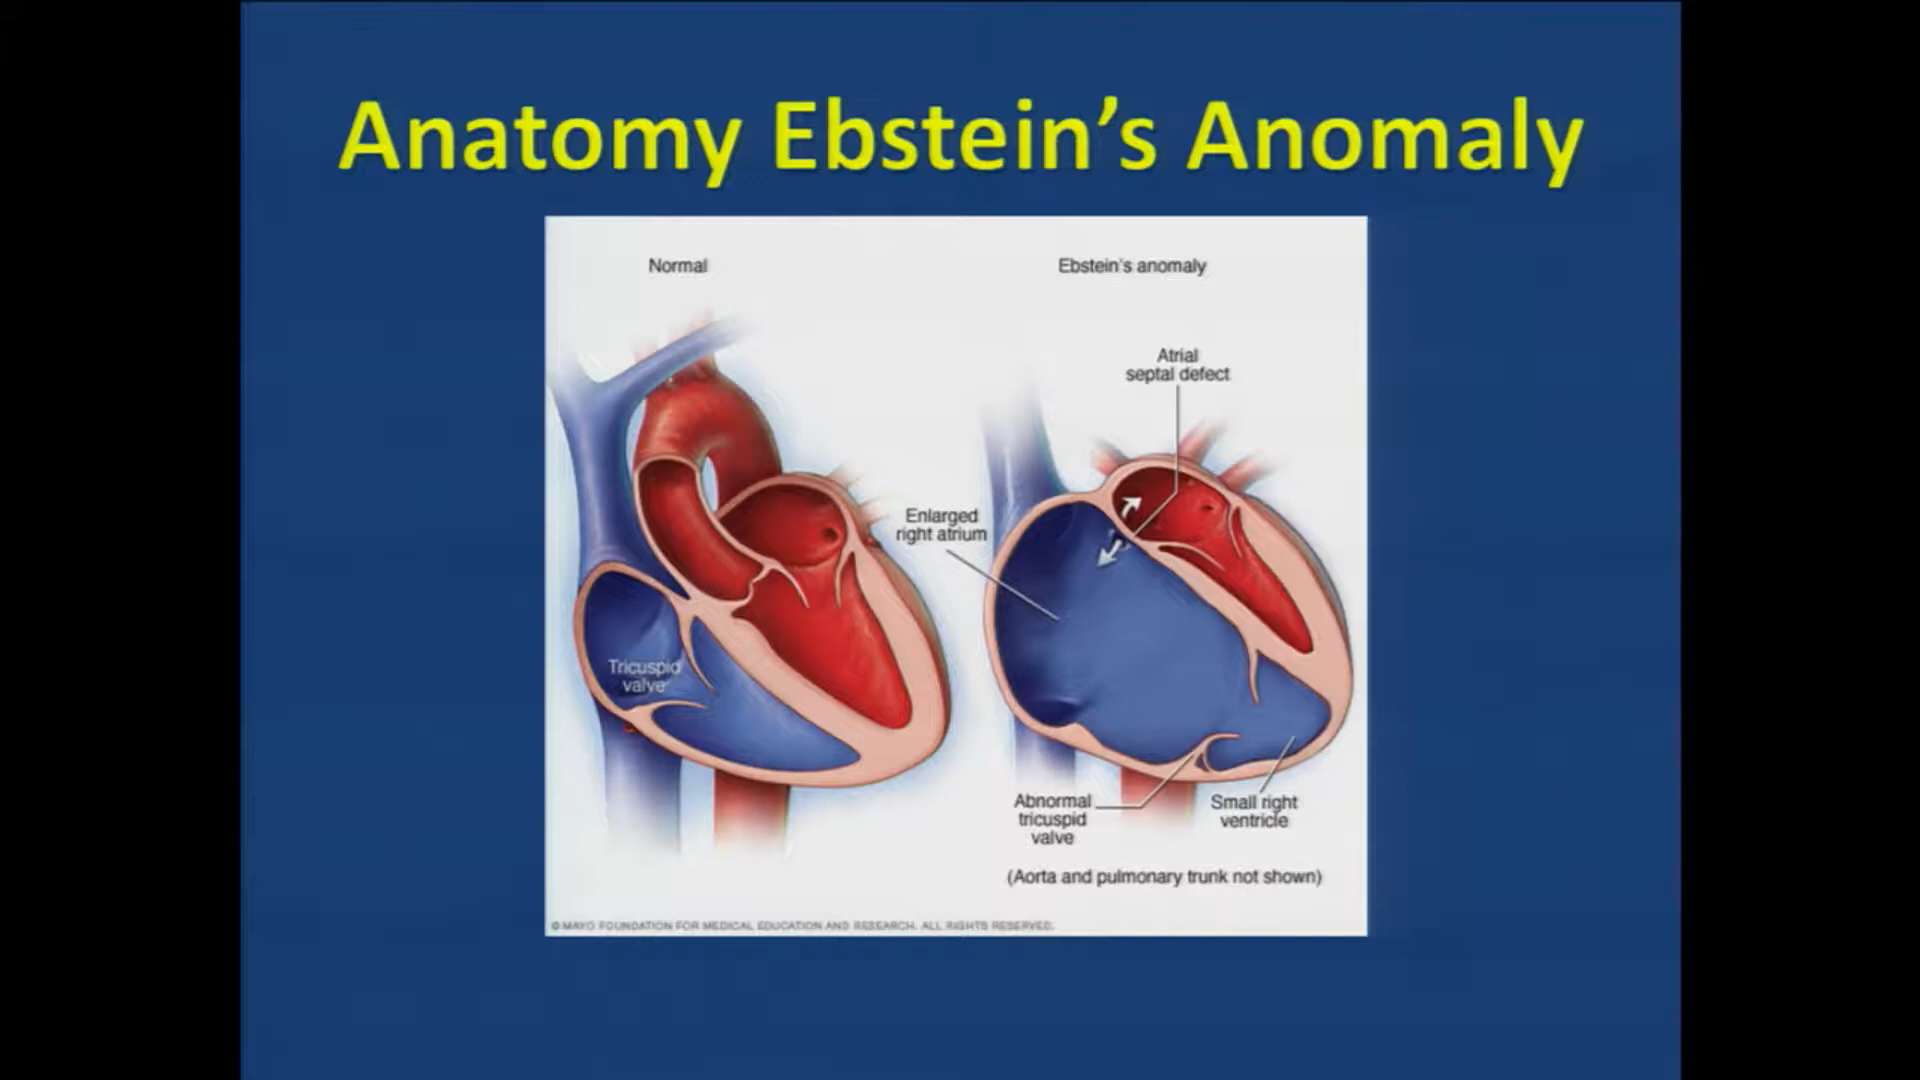 Anatomy Ebstein’s Anomaly
Normal
Ebstein's anomaly
Atrial
septal defect
Enlarged
right atrium
Tricuspid
valve
Abnormal
tricuspid
valve
Small right
ventricle
(Aorta and pulmonary trunk not shown)
© MAYO FOUNDATION FOR MEDICAL EDUCATION AND RESEARCH. ALL RIGHTS RESERVED.